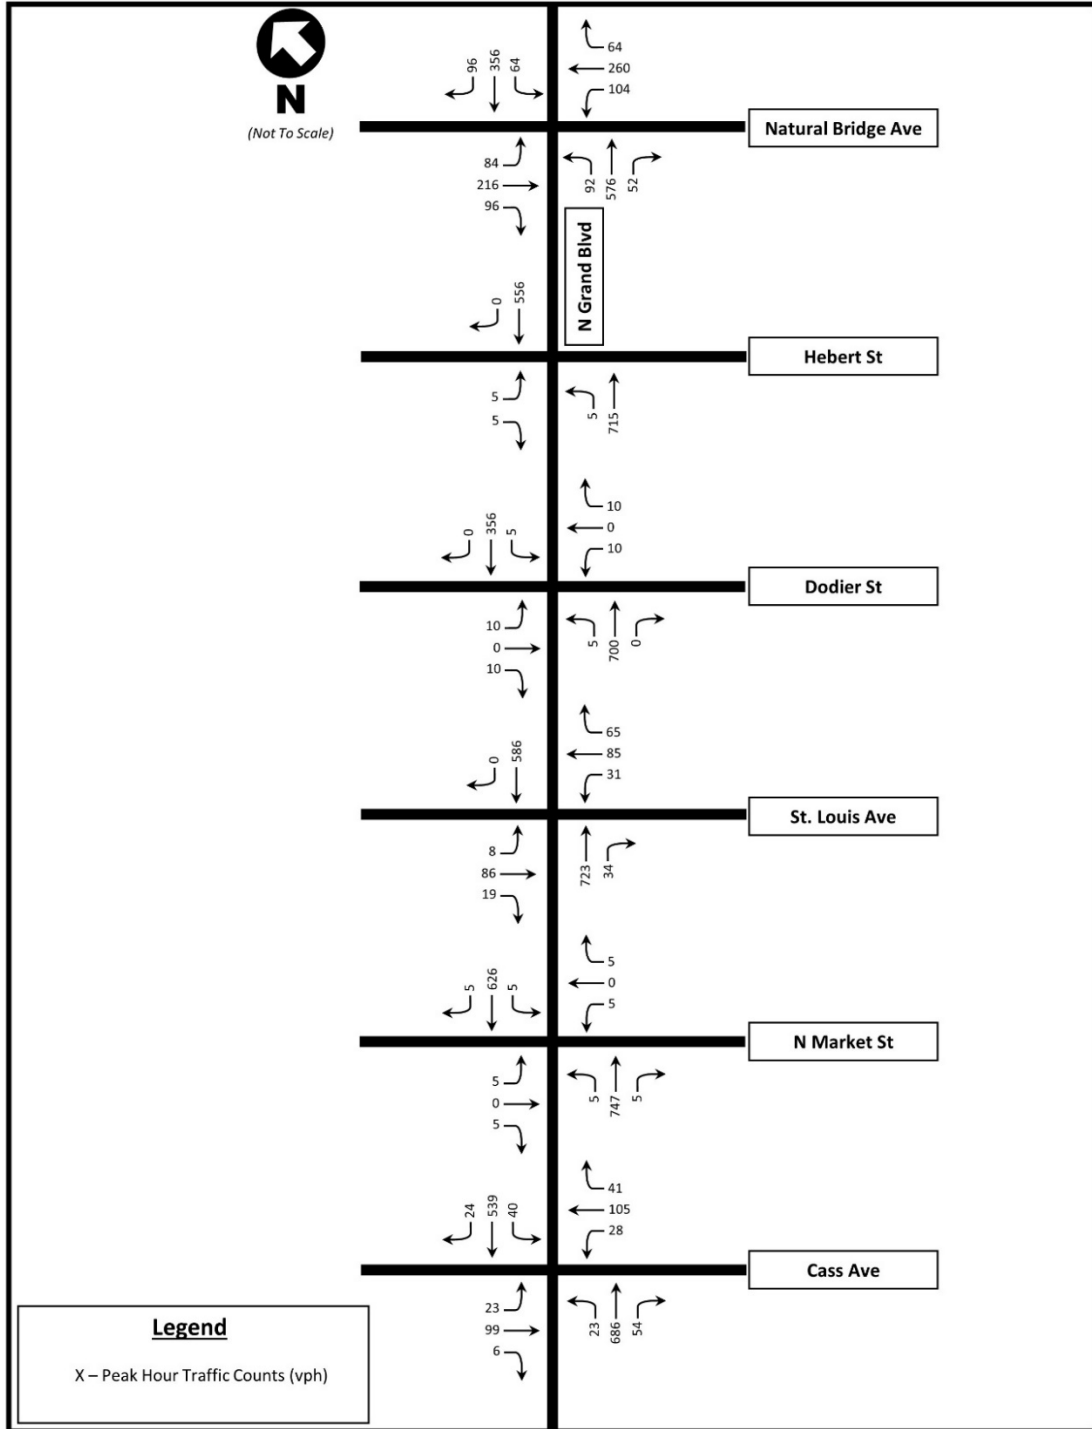 N
(Not To Scale)
96 356 64
64
260
104
Natural Bridge Ave
84
216
96
92 576 52
N Grand Blvd
0 556
Hebert St
5
5
5 715
0 356 5
10
0
10
Dodier St
10
0
10
5 700 0
0 586
65
85
31
St. Louis Ave
8
86
19
723 34
5 626 5
5
0
5
N Market St
5
0
5
5 747 5
24 539 40
41
105
28
Cass Ave
23
99
6
23 686 54
Legend
X – Peak Hour Traffic Counts (vph)